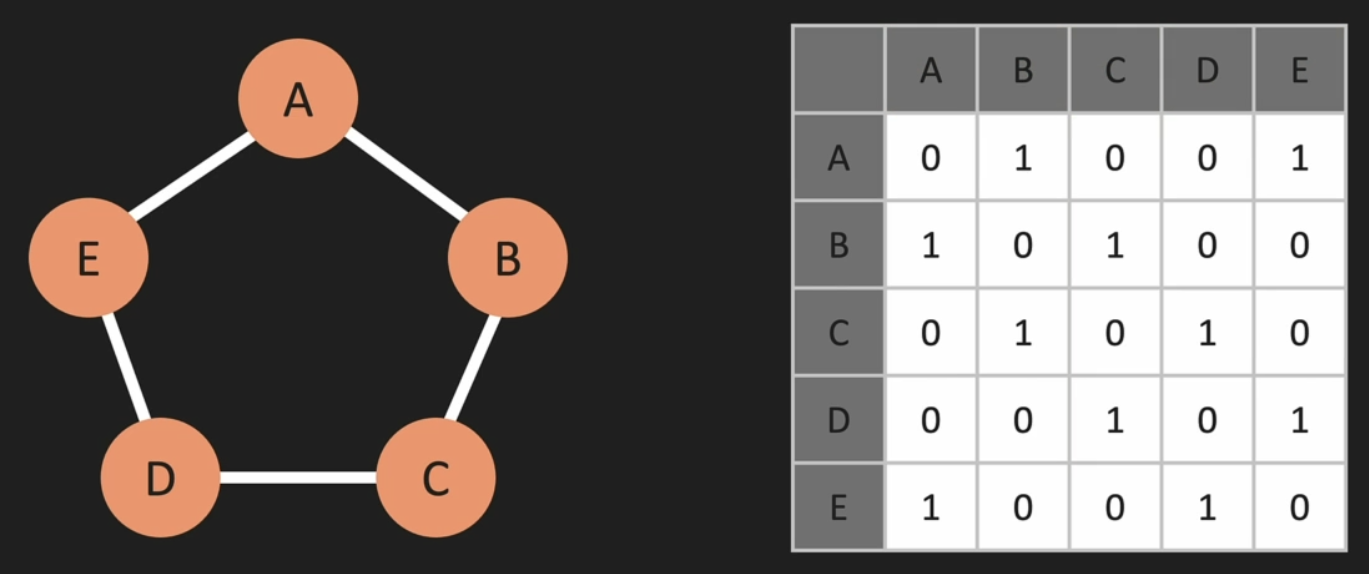 A
E
B
D
C
A B C D E
A 0 1 0 0 1
B 1 0 1 0 0
C 0 1 0 1 0
D 0 0 1 0 1
E 1 0 0 1 0